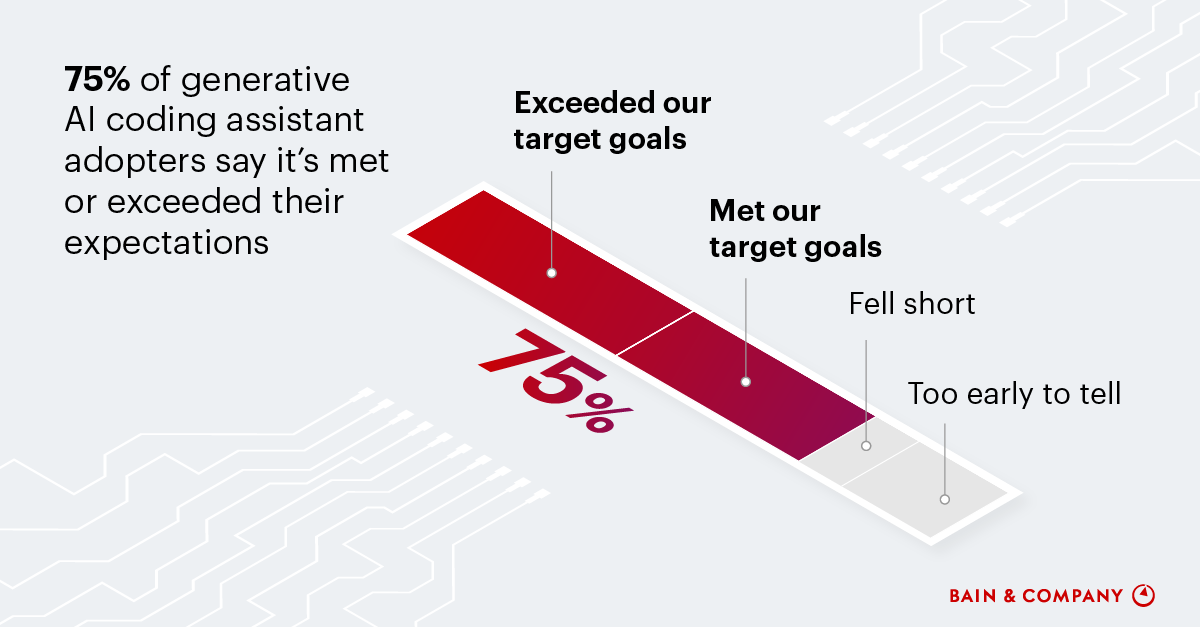 75% of generative
AI coding assistant
adopters say it’s met
or exceeded their
expectations
Exceeded our
target goals
Met our
target goals
Fell short
Too early to tell
75%
BAIN & COMPANY